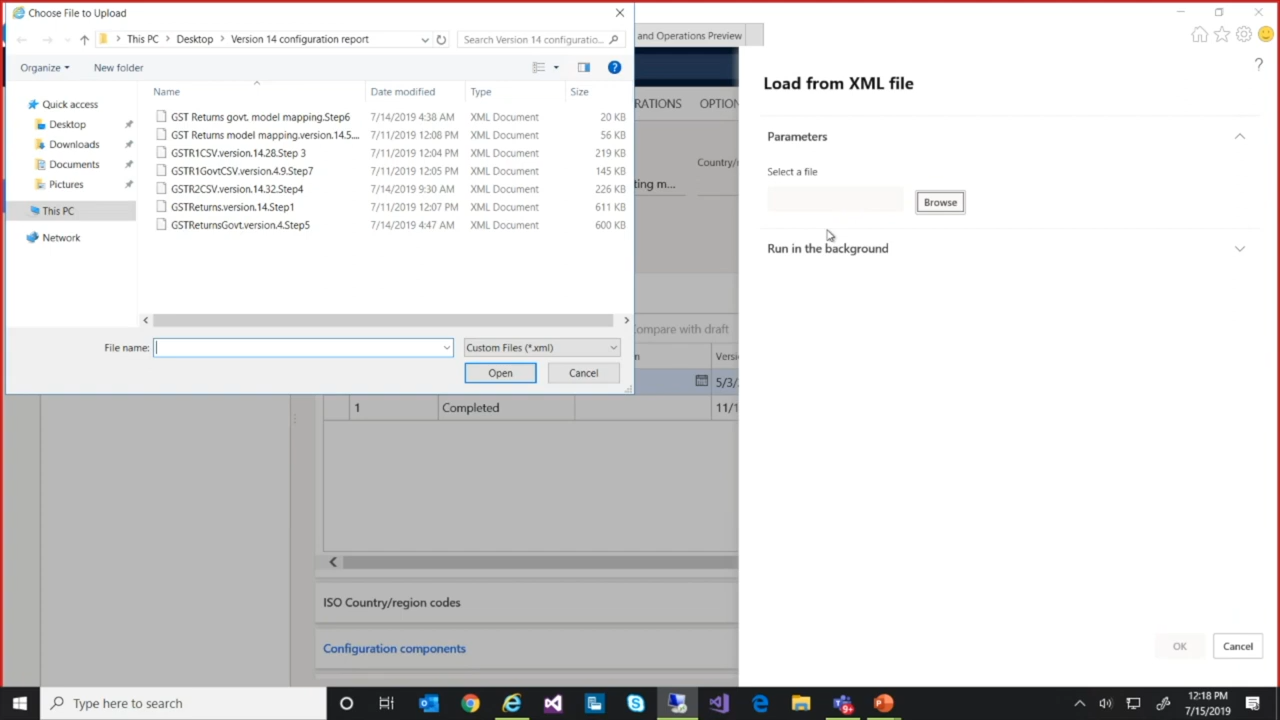 Choose File to Upload
This PC
Desktop
Version 14 configuration report
Search Version 14 configuratio...
and Operations Preview
Organize
New folder
?
?
Load from XML file
Name
Date modified
Type
Size
RATIONS
OPTION
Quick access
Desktop
Downloads
Documents
Pictures
This PC
Network
GST Returns govt. model mapping.Step6
7/14/2019 4:38 AM
XML Document
20 KB
GST Returns model mapping.version.14.5....
7/11/2019 12:08 PM
XML Document
56 KB
GSTR1CSV.version.14.28.Step 3
7/11/2019 12:04 PM
XML Document
219 KB
GSTR1GovtCSV.version.4.9.Step7
7/11/2019 12:05 PM
XML Document
145 KB
GSTR2CSV.version.14.32.Step4
7/14/2019 9:30 AM
XML Document
226 KB
GSTReturns.version.14.Step1
7/11/2019 12:07 PM
XML Document
611 KB
GSTReturnsGovt.version.4.Step5
7/14/2019 4:47 AM
XML Document
600 KB
Parameters
Country/
ting m...
Select a file
Browse
Run in the background
File name:
Custom Files (*.xml)
Open
Cancel
ompare with draft
Versi
5/3/
1
Completed
11/1
ISO Country/region codes
Configuration components
OK
Cancel
Type here to search
9+
12:18 PM
7/15/2019